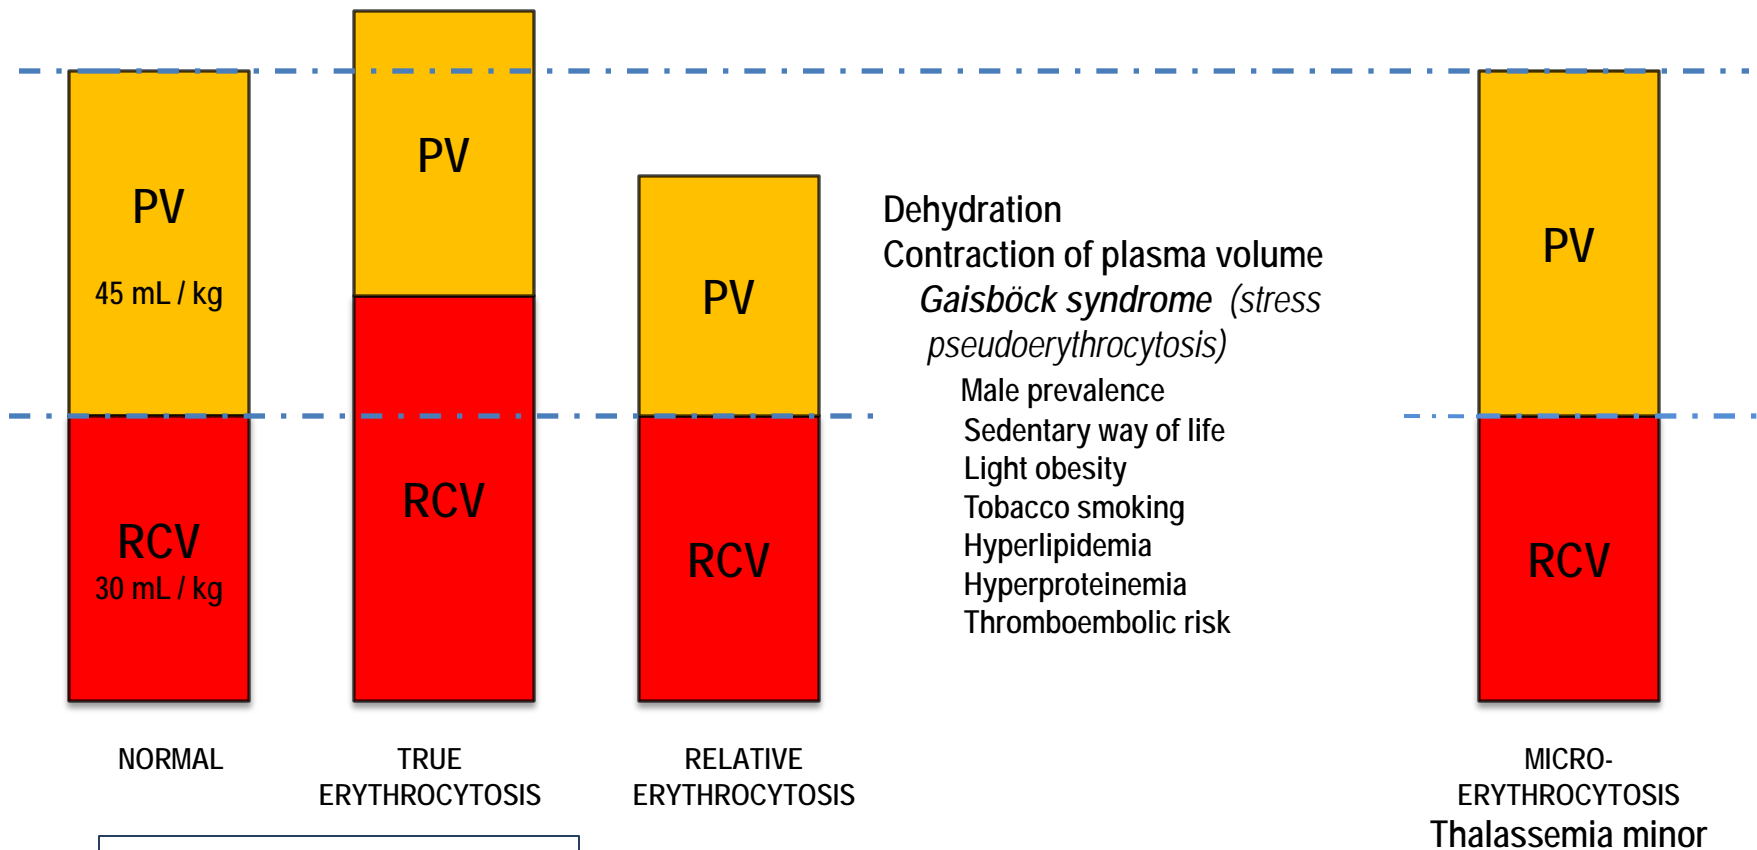 PV
45 mL / kg
RCV
30 mL / kg
NORMAL
PV
RCV
TRUE
ERYTHROCYTOSIS
PV
RCV
RELATIVE
ERYTHROCYTOSIS
Dehydration
Contraction of plasma volume
Gaisböck syndrome (stress
pseudoerythrocytosis)
Male prevalence
Sedentary way of life
Light obesity
Tobacco smoking
Hyperlipidemia
Hyperproteinemia
Thromboembolic risk
PV
RCV
MICRO-
ERYTHROCYTOSIS
Thalassemia minor